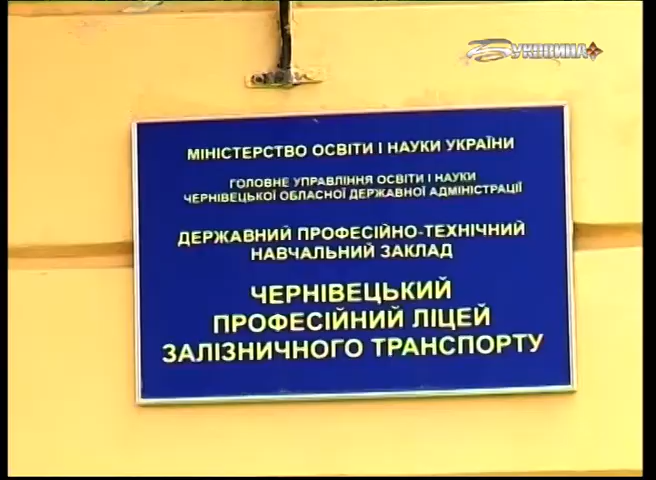 БУКОВИНА
МІНІСТЕРСТВО ОСВІТИ І НАУКИ УКРАЇНИ
ГОЛОВНЕ УПРАВЛІННЯ ОСВІТИ І НАУКИ
ЧЕРНІВЕЦЬКОЇ ОБЛАСНОЇ ДЕРЖАВНОЇ АДМІНІСТРАЦІЇ
ДЕРЖАВНИЙ ПРОФЕСІЙНО-ТЕХНІЧНИЙ
НАВЧАЛЬНИЙ ЗАКЛАД
ЧЕРНІВЕЦЬКИЙ
ПРОФЕСІЙНИЙ ЛІЦЕЙ
ЗАЛІЗНИЧНОГО ТРАНСПОРТУ